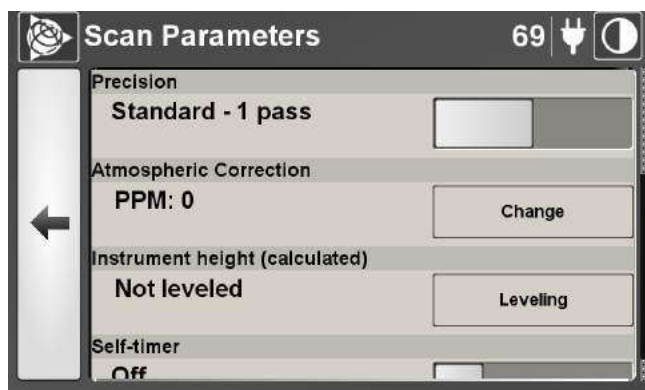 Scan Parameters 69
Precision
Standard - 1 pass
Atmospheric Correction
PPM: 0
Change
Instrument height (calculated)
Not leveled
Leveling
Self-timer
Off